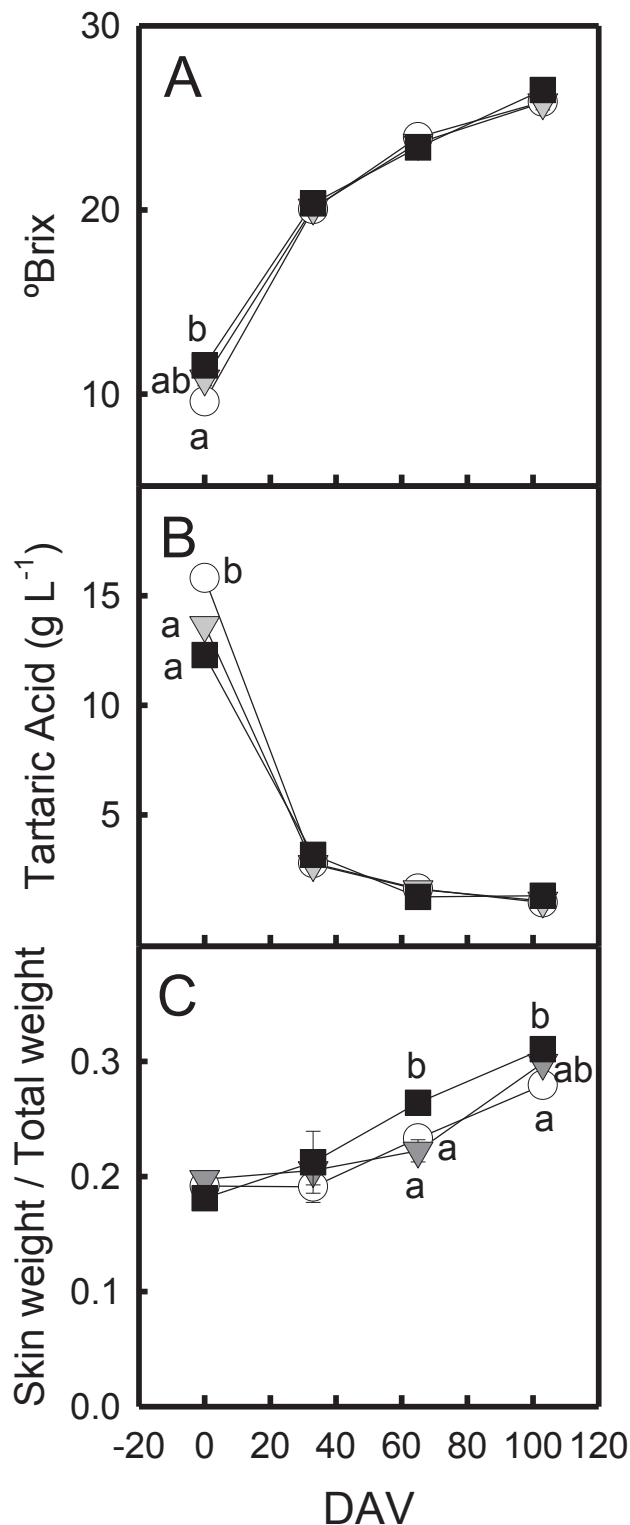 30
A
20
ºBrix
b
ab
10
a
B
b
15
a
a
10
Tartaric Acid (g L-1)
5
C
b
b
0.3
ab
a
a
a
0.2
Skin weight / Total weight
0.1
0.0
-20 0 20 40 60 80 100 120
DAV